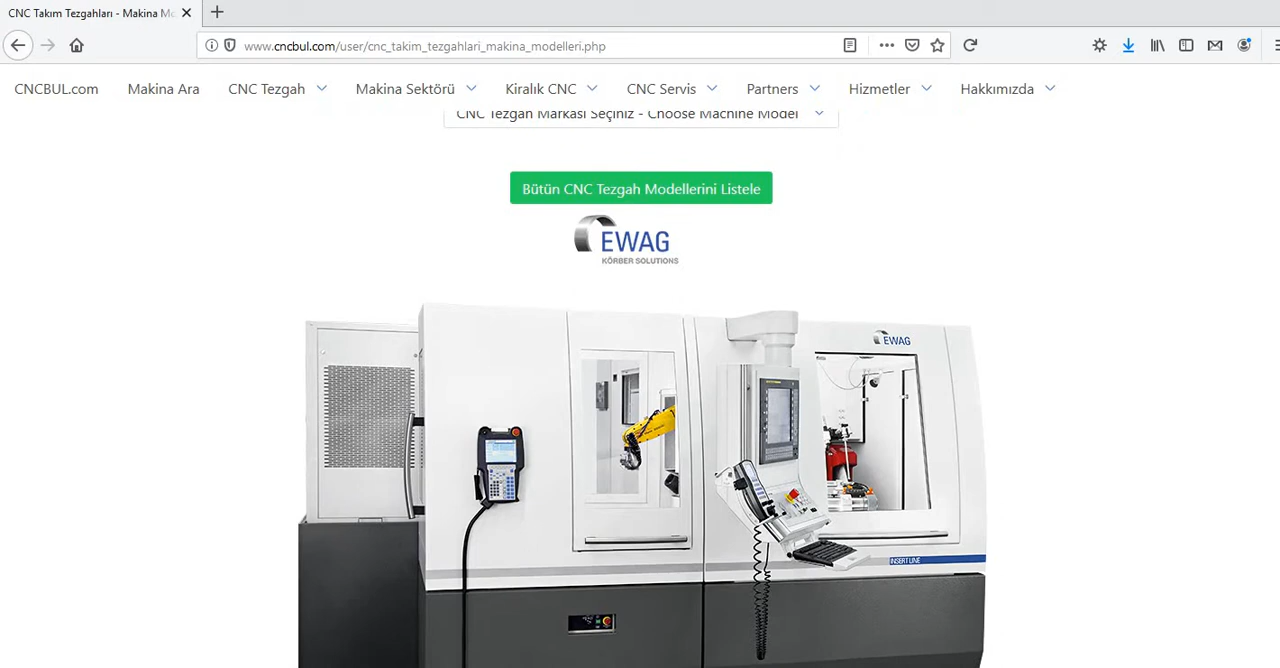 CNC Takım Tezgahları - Makina Mo
www.cncbul.com/user/cnc_takim_tezgahlari_makina_modelleri.php
CNCBUL.com Makina Ara CNC Tezgah Makina Sektörü Kiralık CNC CNC Servis Partners Hizmetler Hakkımızda
CNC Tezgah Markası Seçiniz - Choose Machine Model
Bütün CNC Tezgah Modellerini Listele
EWAG
KÖRBER SOLUTIONS
EWAG
INSERT LINE